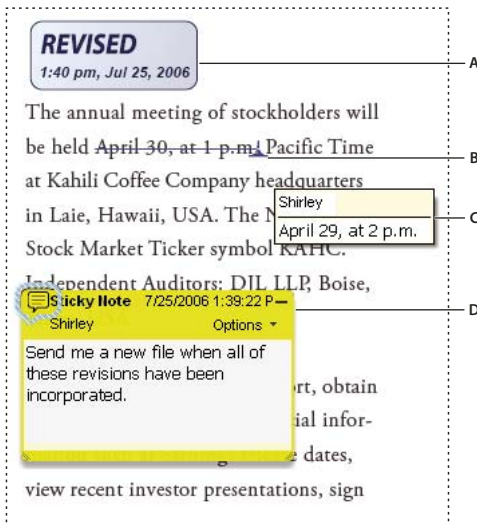 REVISED
1:40 pm, Jul 25, 2006
A
The annual meeting of stockholders will
be held April 30, at 1 p.m. Pacific Time
B
at Kahili Coffee Company headquarters
in Laie, Hawaii, USA. The
Shirley
April 29, at 2 p.m.
C
Stock Market Ticker symbol KAHC.
Independent Auditors: DIL LLP, Boise,
D
Sticky Note 7/25/2006 1:39:22 P
Shirley Options
Send me a new file when all of
these revisions have been
incorporated.
obtain
dates,
view recent investor presentations, sign